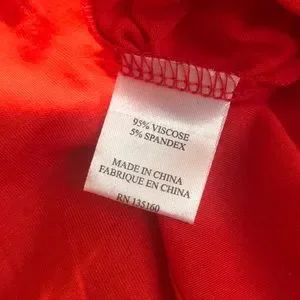 95% VISCOSE
5% SPANDEX
MADE IN CHINA
FABRIQUE EN CHINA
RN 135160